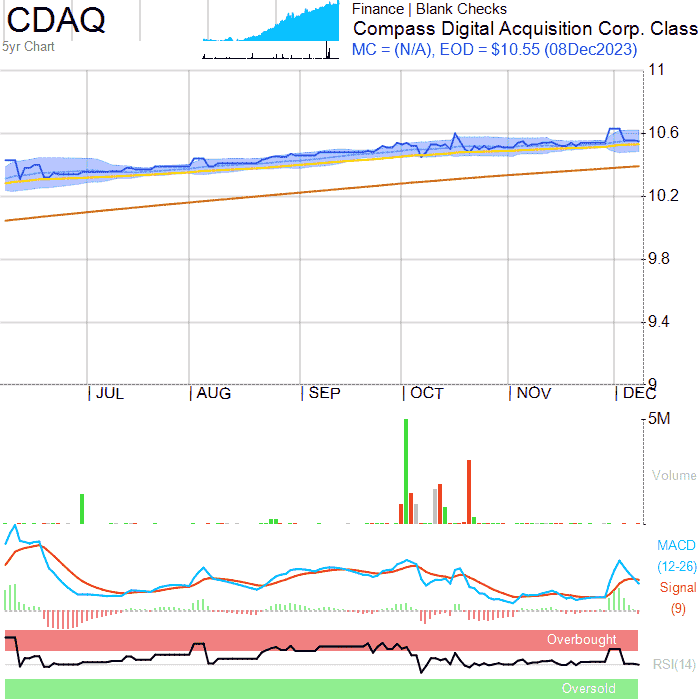 CDAQ
5yr Chart
Finance | Blank Checks
Compass Digital Acquisition Corp. Class
MC = (N/A), EOD = $10.55 (08Dec2023)
11
10.6
10.2
9.8
9.4
9
JUL AUG SEP OCT NOV DEC
5M
Volume
MACD
(12-26)
Signal
(9)
Overbought
RSI(14)
Oversold